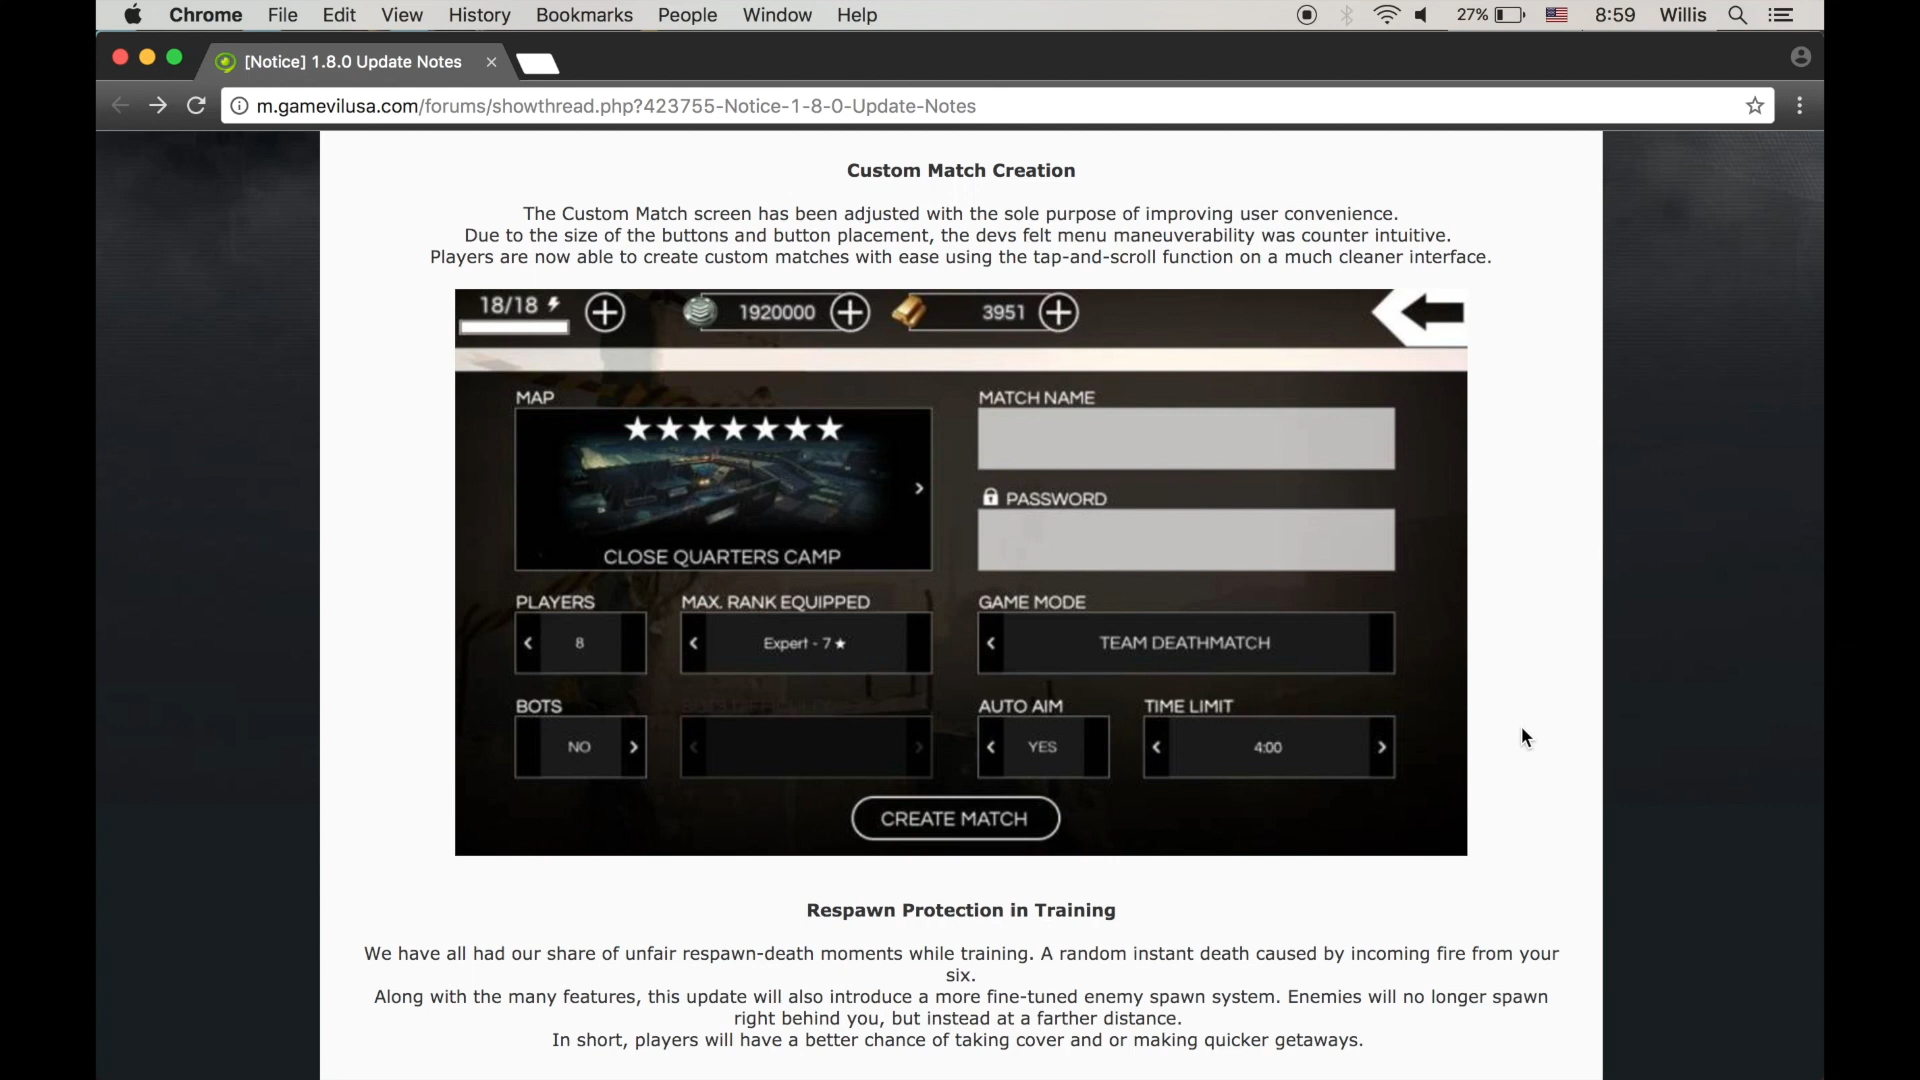 Chrome File Edit View History Bookmarks People Window Help 27% 8:59 Willis
[Notice] 1.8.0 Update Notes
m.gamevilusa.com/forums/showthread.php?423755-Notice-1-8-0-Update-Notes
Custom Match Creation
The Custom Match screen has been adjusted with the sole purpose of improving user convenience.
Due to the size of the buttons and button placement, the devs felt menu maneuverability was counter intuitive.
Players are now able to create custom matches with ease using the tap-and-scroll function on a much cleaner interface.
18/18 1920000 3951
MAP
CLOSE QUARTERS CAMP
MATCH NAME
PASSWORD
PLAYERS MAX. RANK EQUIPPED GAME MODE
8 Expert - 7★ TEAM DEATHMATCH
BOTS AUTO AIM TIME LIMIT
NO YES 4:00
CREATE MATCH
Respawn Protection in Training
We have all had our share of unfair respawn-death moments while training. A random instant death caused by incoming fire from your
six.
Along with the many features, this update will also introduce a more fine-tuned enemy spawn system. Enemies will no longer spawn
right behind you, but instead at a farther distance.
In short, players will have a better chance of taking cover and or making quicker getaways.